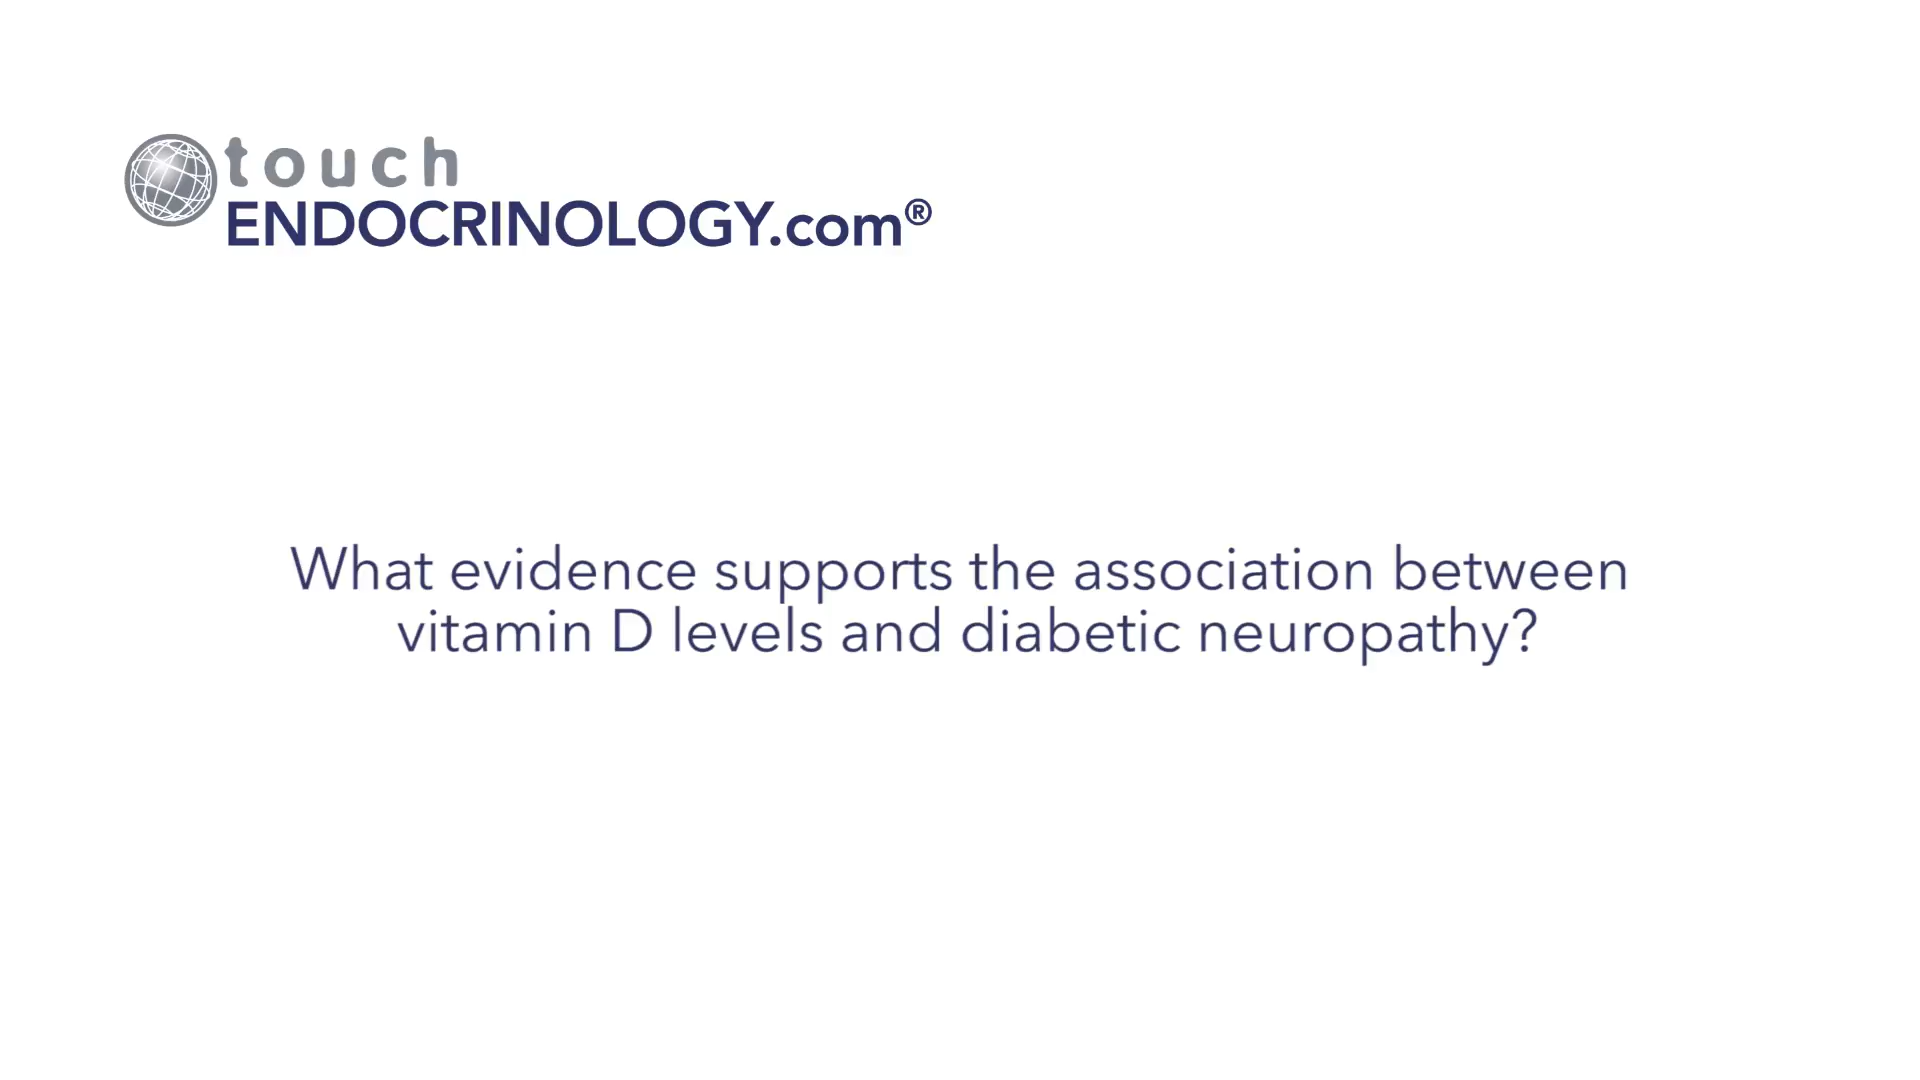 touch
ENDOCRINOLOGY.com®
What evidence supports the association between
vitamin D levels and diabetic neuropathy?